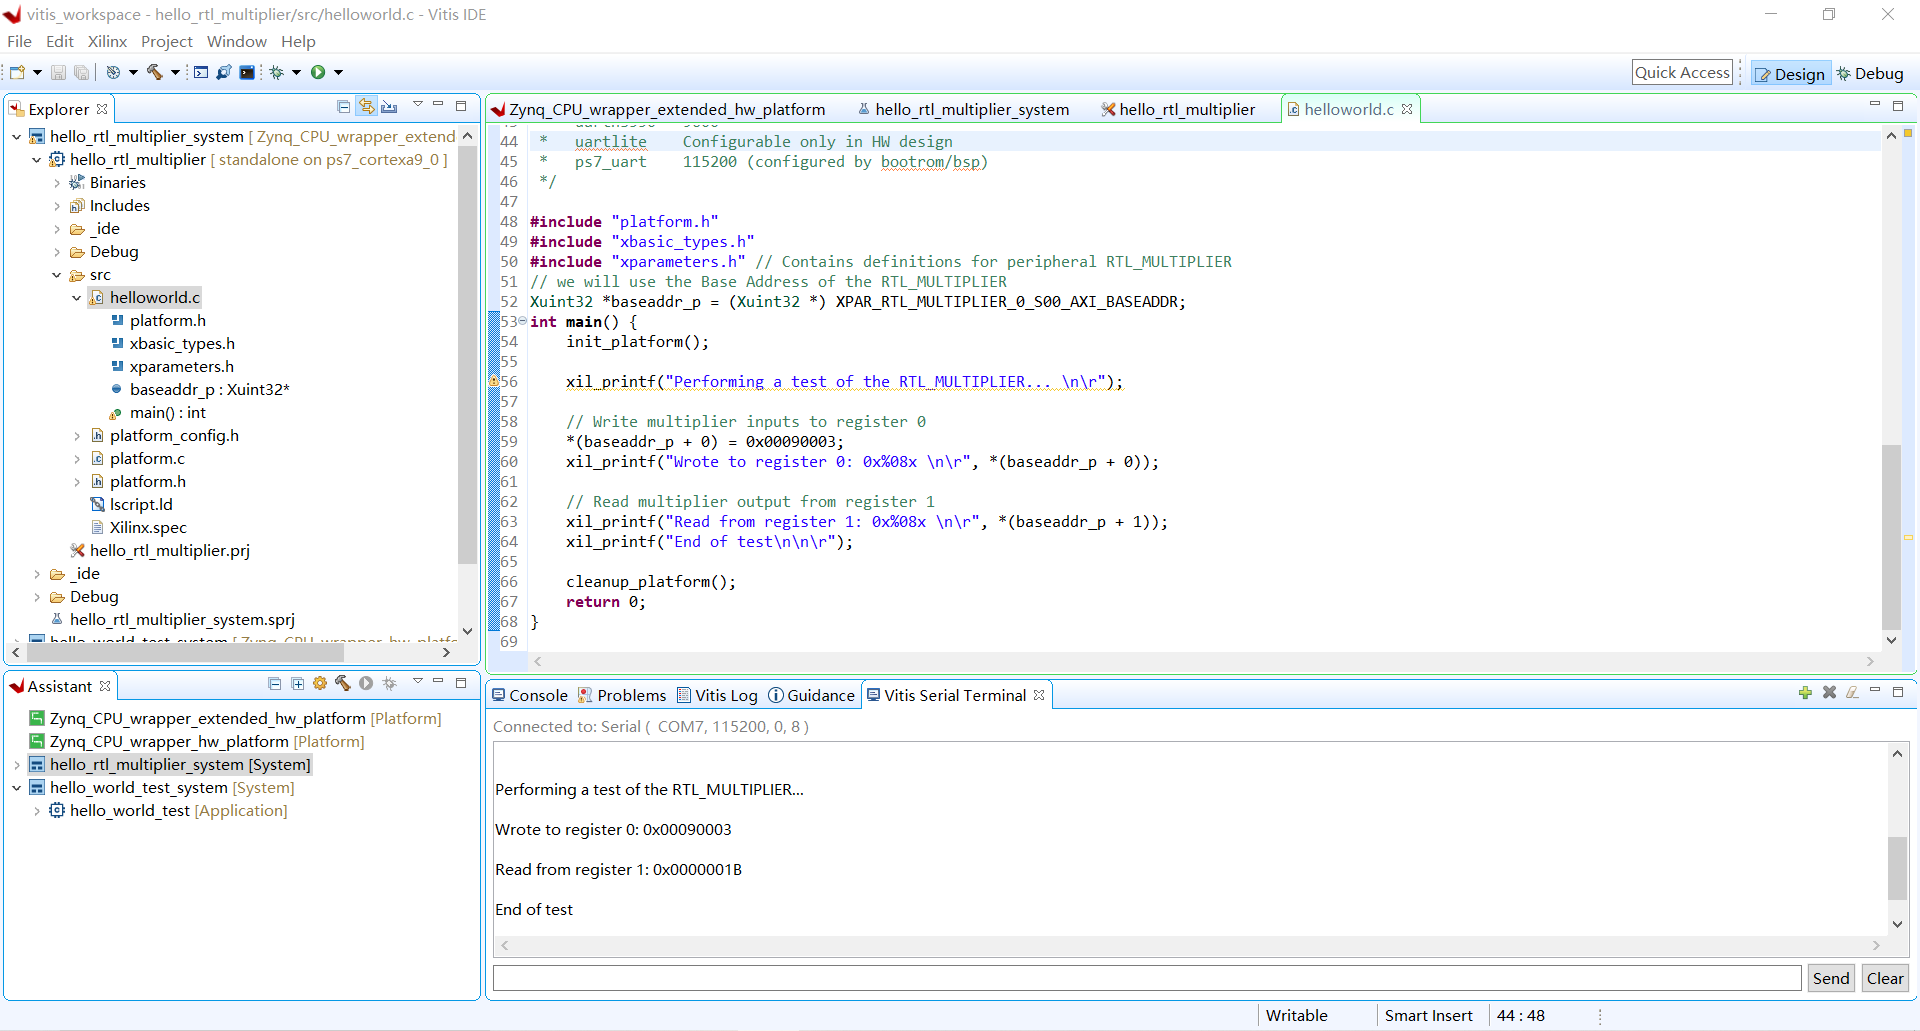 vitis_workspace - hello_rtl_multiplier/src/helloworld.c - Vitis IDE
File Edit Xilinx Project Window Help
Quick Access Design Debug
Explorer
hello_rtl_multiplier_system [ Zynq_CPU_wrapper_extend
hello_rtl_multiplier [ standalone on ps7_cortexa9_0 ]
Binaries
Includes
_ide
Debug
src
helloworld.c
platform.h
xbasic_types.h
xparameters.h
baseaddr_p : Xuint32*
main() : int
platform_config.h
platform.c
platform.h
lscript.ld
Xilinx.spec
hello_rtl_multiplier.prj
_ide
Debug
hello_rtl_multiplier_system.sprj
hello_world_test_system [ Zynq_CPU_wrapper_hw_platfo
Zynq_CPU_wrapper_extended_hw_platform hello_rtl_multiplier_system hello_rtl_multiplier helloworld.c
44 *   uartlite    Configurable only in HW design
45 *   ps7_uart    115200 (configured by bootrom/bsp)
46 */
47
48 #include "platform.h"
49 #include "xbasic_types.h"
50 #include "xparameters.h" // Contains definitions for peripheral RTL_MULTIPLIER
51 // we will use the Base Address of the RTL_MULTIPLIER
52 Xuint32 *baseaddr_p = (Xuint32 *) XPAR_RTL_MULTIPLIER_0_S00_AXI_BASEADDR;
53 int main() {
54     init_platform();
55
56     xil_printf("Performing a test of the RTL_MULTIPLIER... \n\r");
57
58     // Write multiplier inputs to register 0
59     *(baseaddr_p + 0) = 0x00090003;
60     xil_printf("Wrote to register 0: 0x%08x \n\r", *(baseaddr_p + 0));
61
62     // Read multiplier output from register 1
63     xil_printf("Read from register 1: 0x%08x \n\r", *(baseaddr_p + 1));
64     xil_printf("End of test\n\n\r");
65
66     cleanup_platform();
67     return 0;
68 }
69
Assistant
Zynq_CPU_wrapper_extended_hw_platform [Platform]
Zynq_CPU_wrapper_hw_platform [Platform]
hello_rtl_multiplier_system [System]
hello_world_test_system [System]
hello_world_test [Application]
Console Problems Vitis Log Guidance Vitis Serial Terminal
Connected to: Serial ( COM7, 115200, 0, 8 )
Performing a test of the RTL_MULTIPLIER...
Wrote to register 0: 0x00090003
Read from register 1: 0x0000001B
End of test
Send Clear
Writable Smart Insert 44 : 48